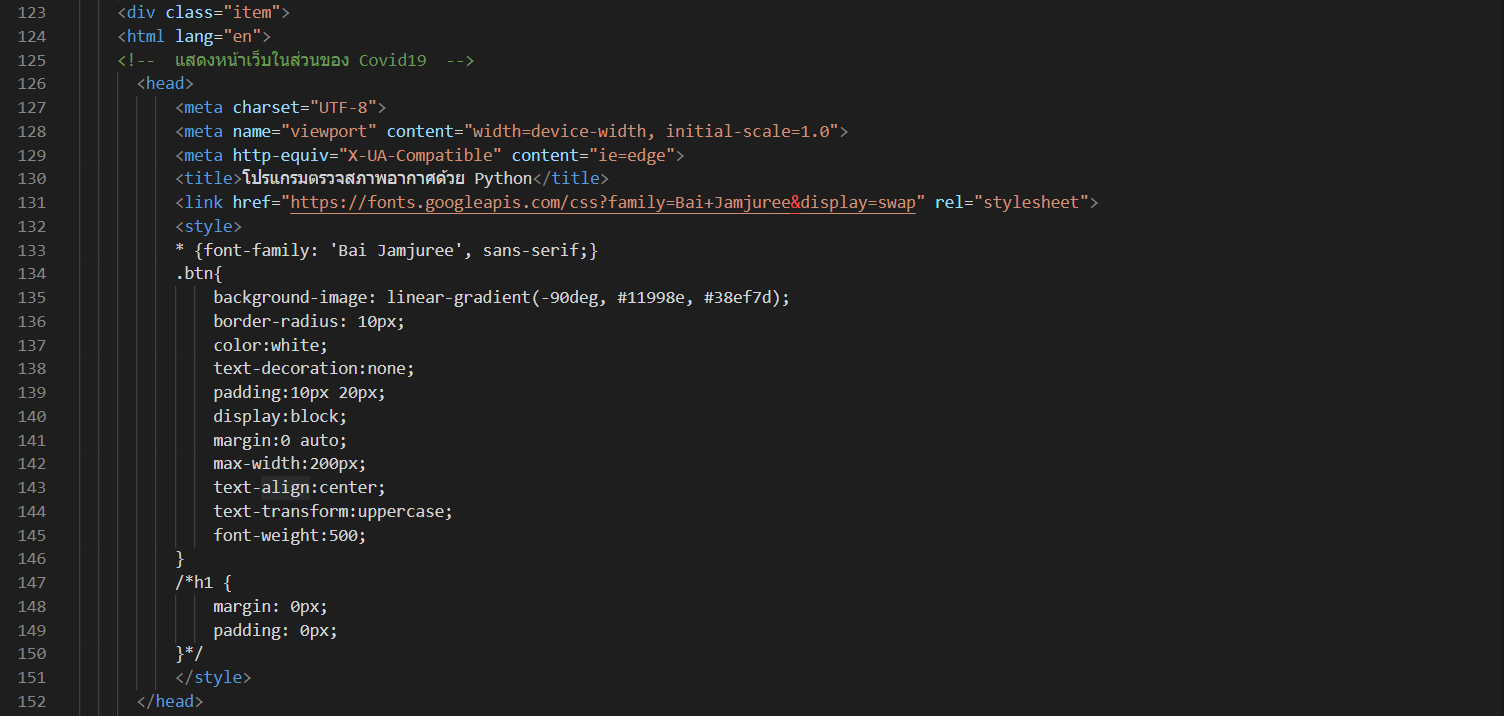 123 <div class="item">
124 <html lang="en">
125 <!--  แสดงหน้าเว็บในส่วนของ Covid19  -->
126 <head>
127 <meta charset="UTF-8">
128 <meta name="viewport" content="width=device-width, initial-scale=1.0">
129 <meta http-equiv="X-UA-Compatible" content="ie=edge">
130 <title>โปรแกรมตรวจสภาพอากาศด้วย Python</title>
131 <link href="https://fonts.googleapis.com/css?family=Bai+Jamjuree&display=swap" rel="stylesheet">
132 <style>
133 * {font-family: 'Bai Jamjuree', sans-serif;}
134 .btn{
135 background-image: linear-gradient(-90deg, #11998e, #38ef7d);
136 border-radius: 10px;
137 color:white;
138 text-decoration:none;
139 padding:10px 20px;
140 display:block;
141 margin:0 auto;
142 max-width:200px;
143 text-align:center;
144 text-transform:uppercase;
145 font-weight:500;
146 }
147 /*h1 {
148 margin: 0px;
149 padding: 0px;
150 }*/
151 </style>
152 </head>